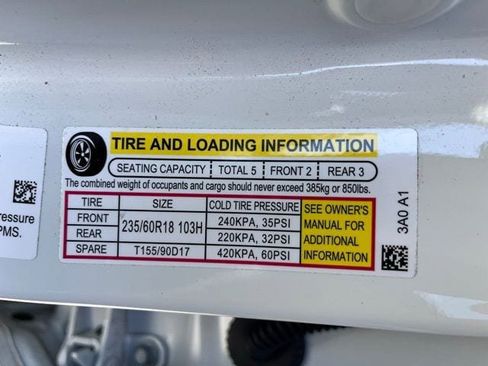 TIRE AND LOADING INFORMATION
SEATING CAPACITY TOTAL 5 FRONT 2 REAR 3
The combined weight of occupants and cargo should never exceed 385kg or 850lbs.
TIRE SIZE COLD TIRE PRESSURE SEE OWNER'S MANUAL FOR ADDITIONAL INFORMATION
FRONT 235/60R18 103H 240KPA, 35PSI
REAR 220KPA, 32PSI
SPARE T155/90D17 420KPA, 60PSI
3A0 A1
ressure
PMS.